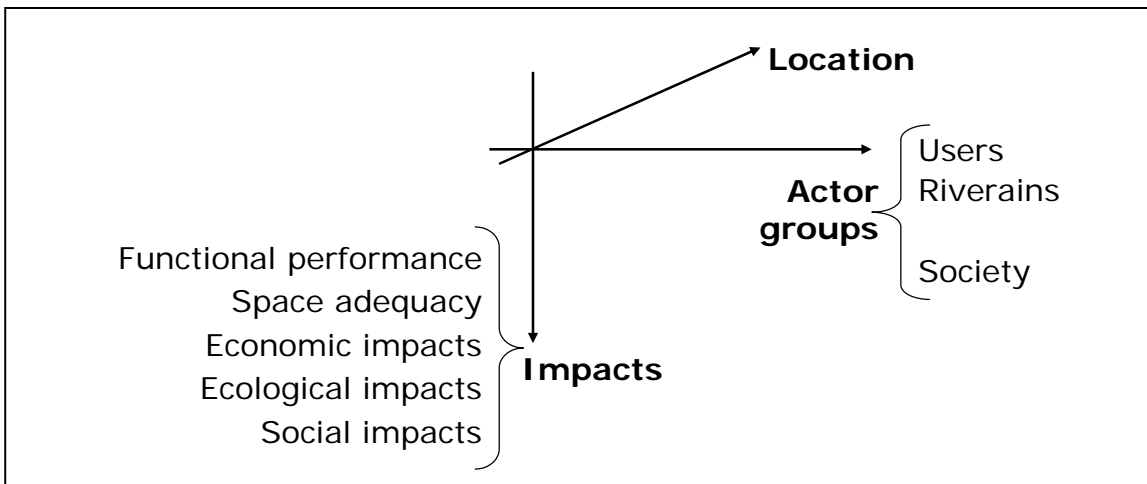 Location
Users
Actor
groups
Riverains
Society
Functional performance
Space adequacy
Economic impacts
Ecological impacts
Social impacts
Impacts